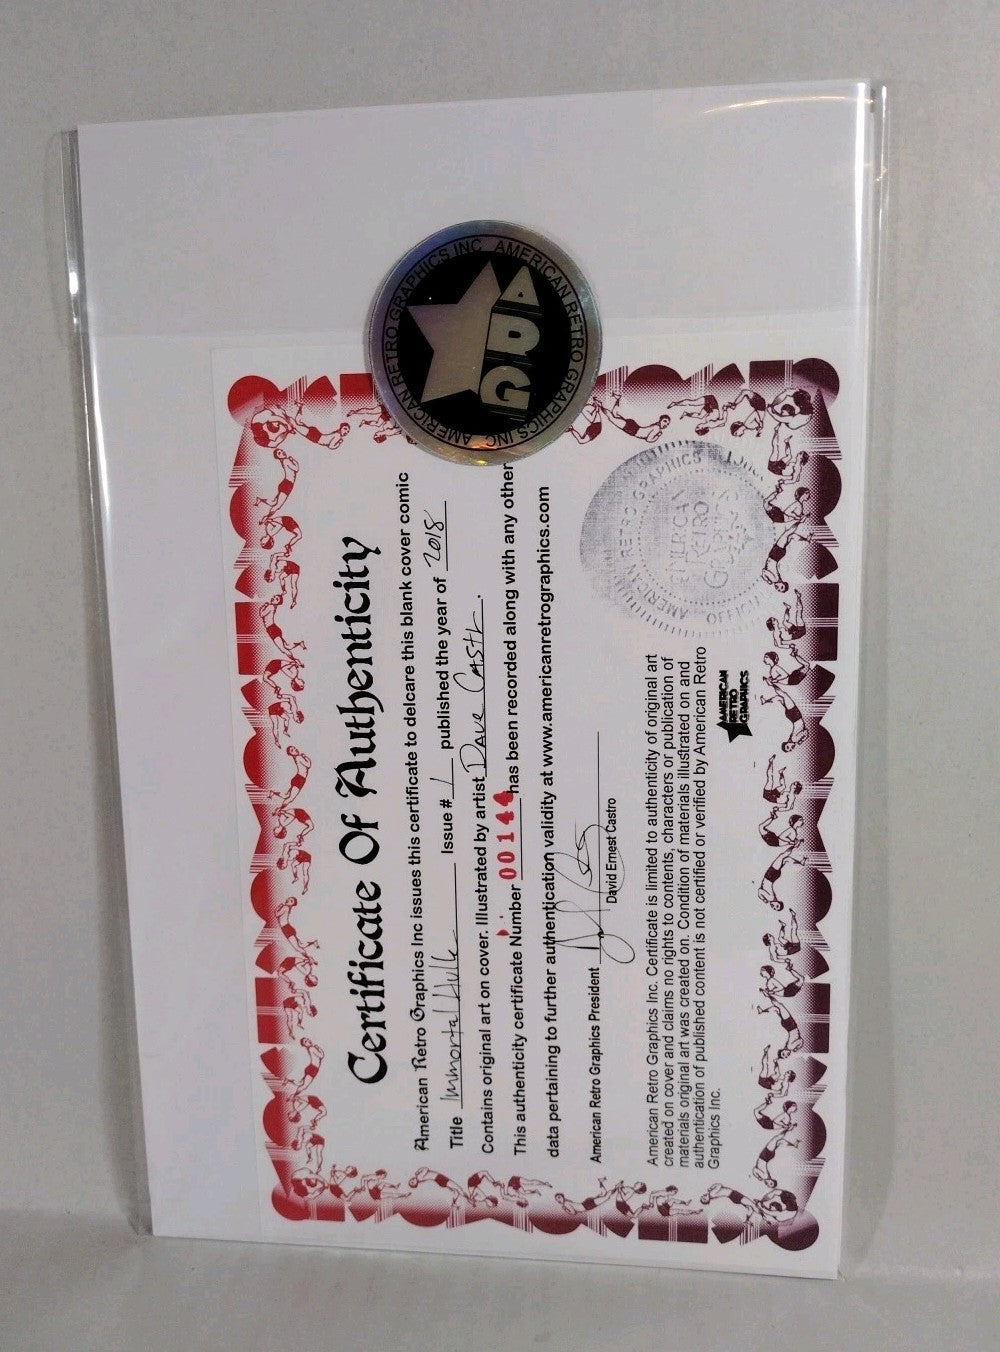 AMERICAN RETRO GRAPHICS INC AMERICAN RETRO GRAPHICS INC
ARG
Certificate Of Authenticity
American Retro Graphics Inc issues this certificate to delcare this blank cover comic
Title Immortal Hulk Issue # 1 published the year of 2018
Contains original art on cover. Illustrated by artist Dave Castr.
This authenticity certificate Number 00144 has been recorded along with any other
data pertaining to further authentication validity at www.americanretrographics.com
American Retro Graphics President
David Ernest Castro
American Retro Graphics Inc. Certificate is limited to authenticity of original art
created on cover and claims no rights to contents, characters or publication of
materials original art was created on. Condition of materials illustrated on and
authentication of published content is not certified or verified by American Retro
Graphics Inc.
AMERICAN
RETRO
GRAPHICS
AMERICAN RETRO GRAPHICS
AMERICAN
RETRO
GRAPHICS